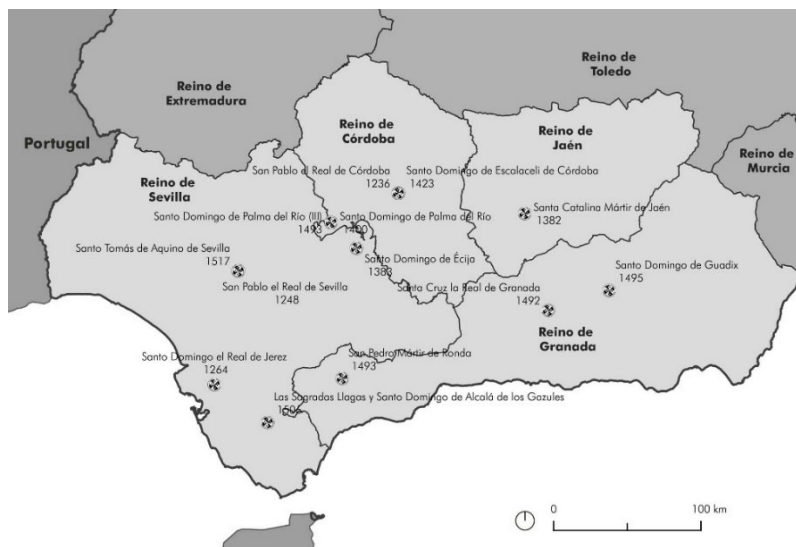 Reino de
Toledo
Reino de
Extremadura
Reino de
Córdoba
Reino de
Jaén
Portugal
Reino de
Murcia
San Pablo el Real de Córdoba
1236
Santo Domingo de Escalaceli de Córdoba
1423
Reino de
Sevilla
Santa Catalina Mártir de Jaén
1382
Santo Domingo de Palma del Río (III)
1493
Santo Domingo de Palma del Río
1400
Santo Tomás de Aquino de Sevilla
1517
Santo Domingo de Écija
1383
Santo Domingo de Guadix
1495
San Pablo el Real de Sevilla
1248
Santa Cruz la Real de Granada
1492
Reino de
Granada
San Pedro Mártir de Ronda
1493
Santo Domingo el Real de Jerez
1264
Las Sagradas Llagas y Santo Domingo de Alcalá de los Gazules
0
100 km